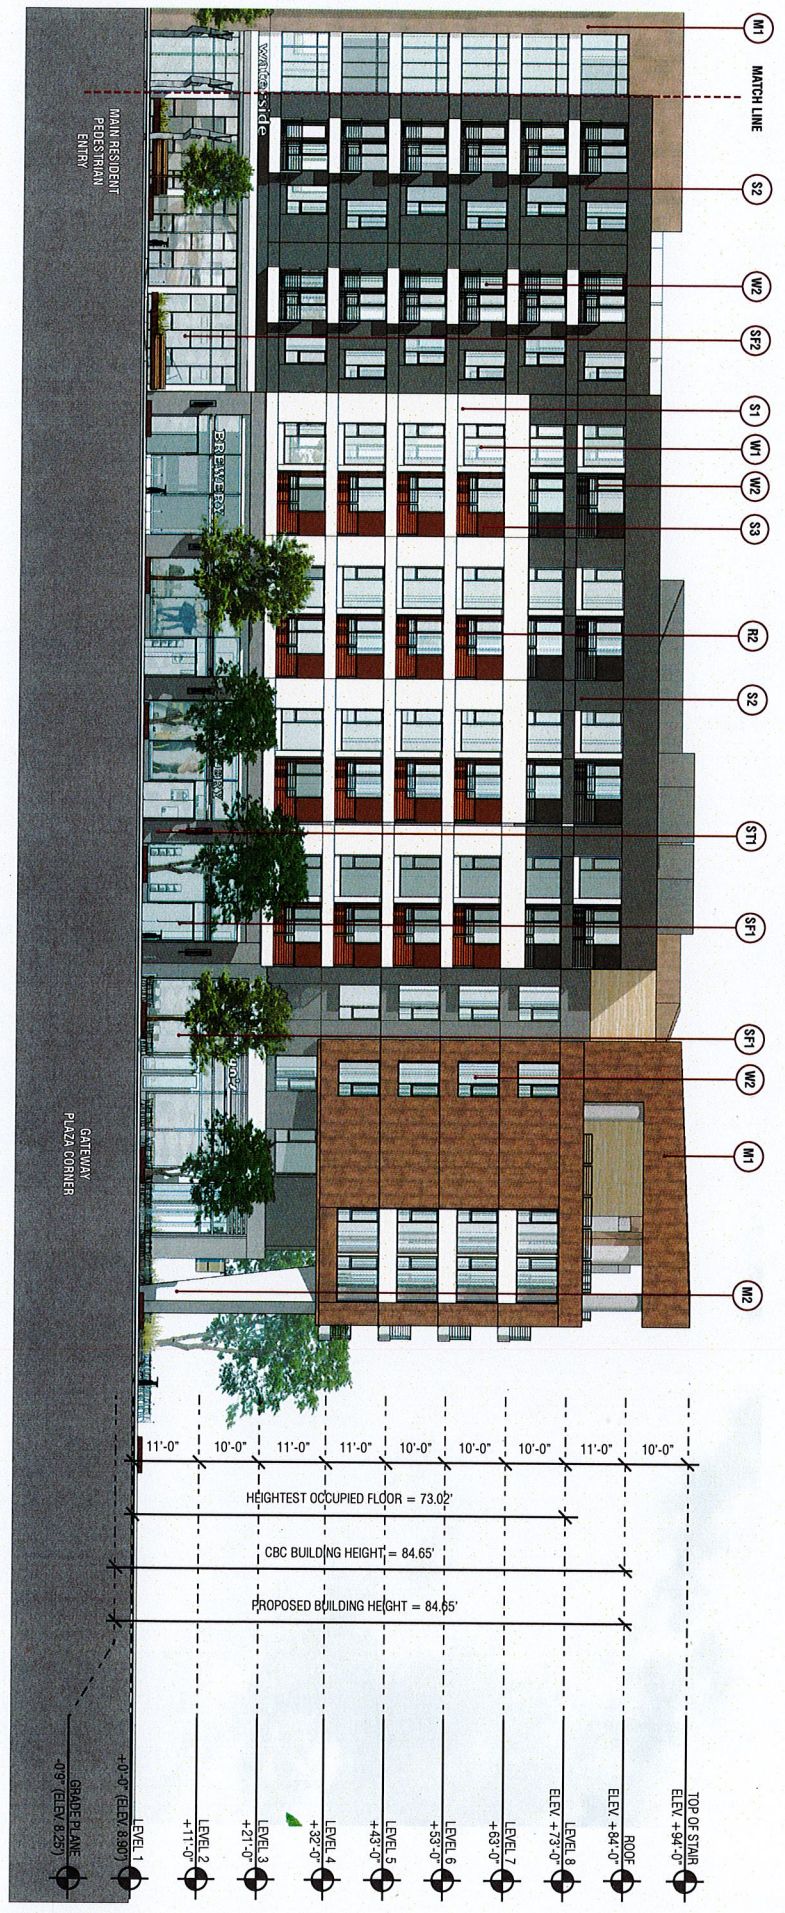 M1
MATCH LINE
S2
W2
SF2
S1
W1
W2
S3
R2
S2
ST1
SF1
SF1
W2
M1
M2
waterside
BREWERY
MAIN RESIDENT
PEDESTRIAN
ENTRY
GATEWAY
PLAZA CORNER
10'-0"
11'-0"
10'-0"
10'-0"
10'-0"
11'-0"
11'-0"
10'-0"
11'-0"
HEIGHTEST OCCUPIED FLOOR = 73.02'
CBC BUILDING HEIGHT = 84.65'
PROPOSED BUILDING HEIGHT = 84.65'
TOP OF STAIR
ELEV. +94'-0"
ROOF
ELEV. +84'-0"
LEVEL 8
ELEV. +73'-0"
LEVEL 7
+63'-0"
LEVEL 6
+53'-0"
LEVEL 5
+43'-0"
LEVEL 4
+32'-0"
LEVEL 3
+21'-0"
LEVEL 2
+11'-0"
LEVEL 1
+0'-0" (ELEV. 8.90')
GRADE PLANE
-0'9" (ELEV. 8.25')